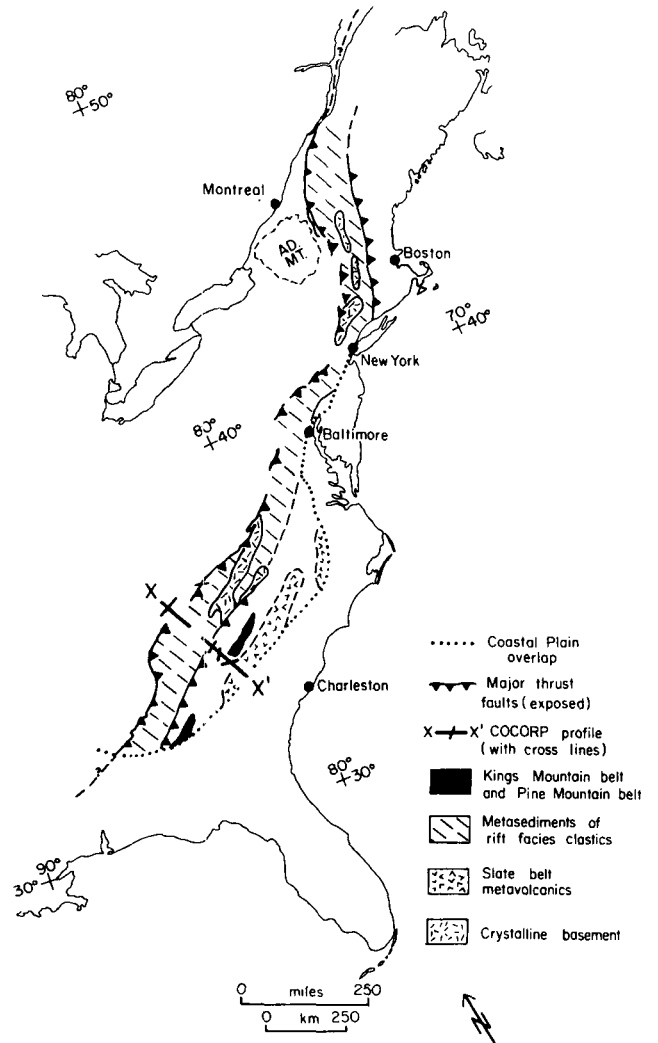 80°
50°
Montreal
AD.
MT.
Boston
70°
40°
New York
80°
40°
Baltimore
X
X'
Charleston
80°
30°
90°
30°
Coastal Plain
overlap
Major thrust
faults (exposed)
X X' COCORP profile
(with cross lines)
Kings Mountain belt
and Pine Mountain belt
Metasediments of
rift facies clastics
Slate belt
metavolcanics
Crystalline basement
0 miles 250
0 km 250
N